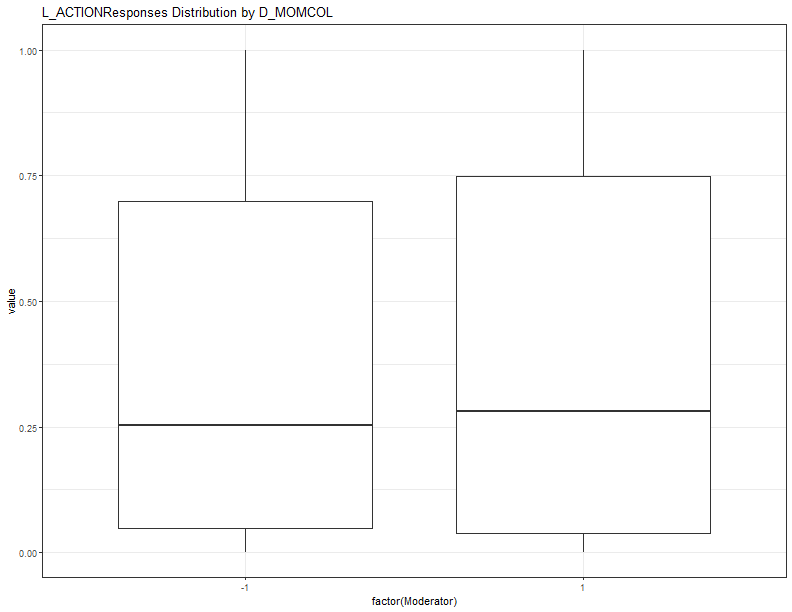 L_ACTIONResponses Distribution by D_MOMCOL
1.00
0.75
0.50
0.25
0.00
value
-1 1
factor(Moderator)